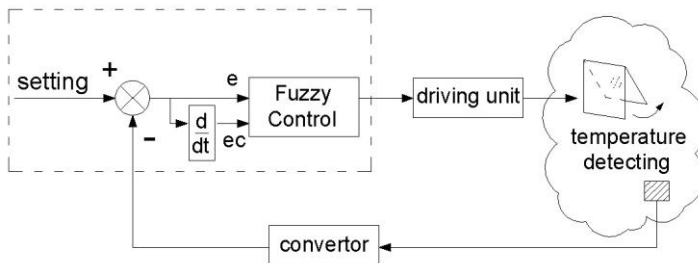 setting
+
-
e
d
dt
ec
Fuzzy
Control
driving unit
temperature
detecting
convertor